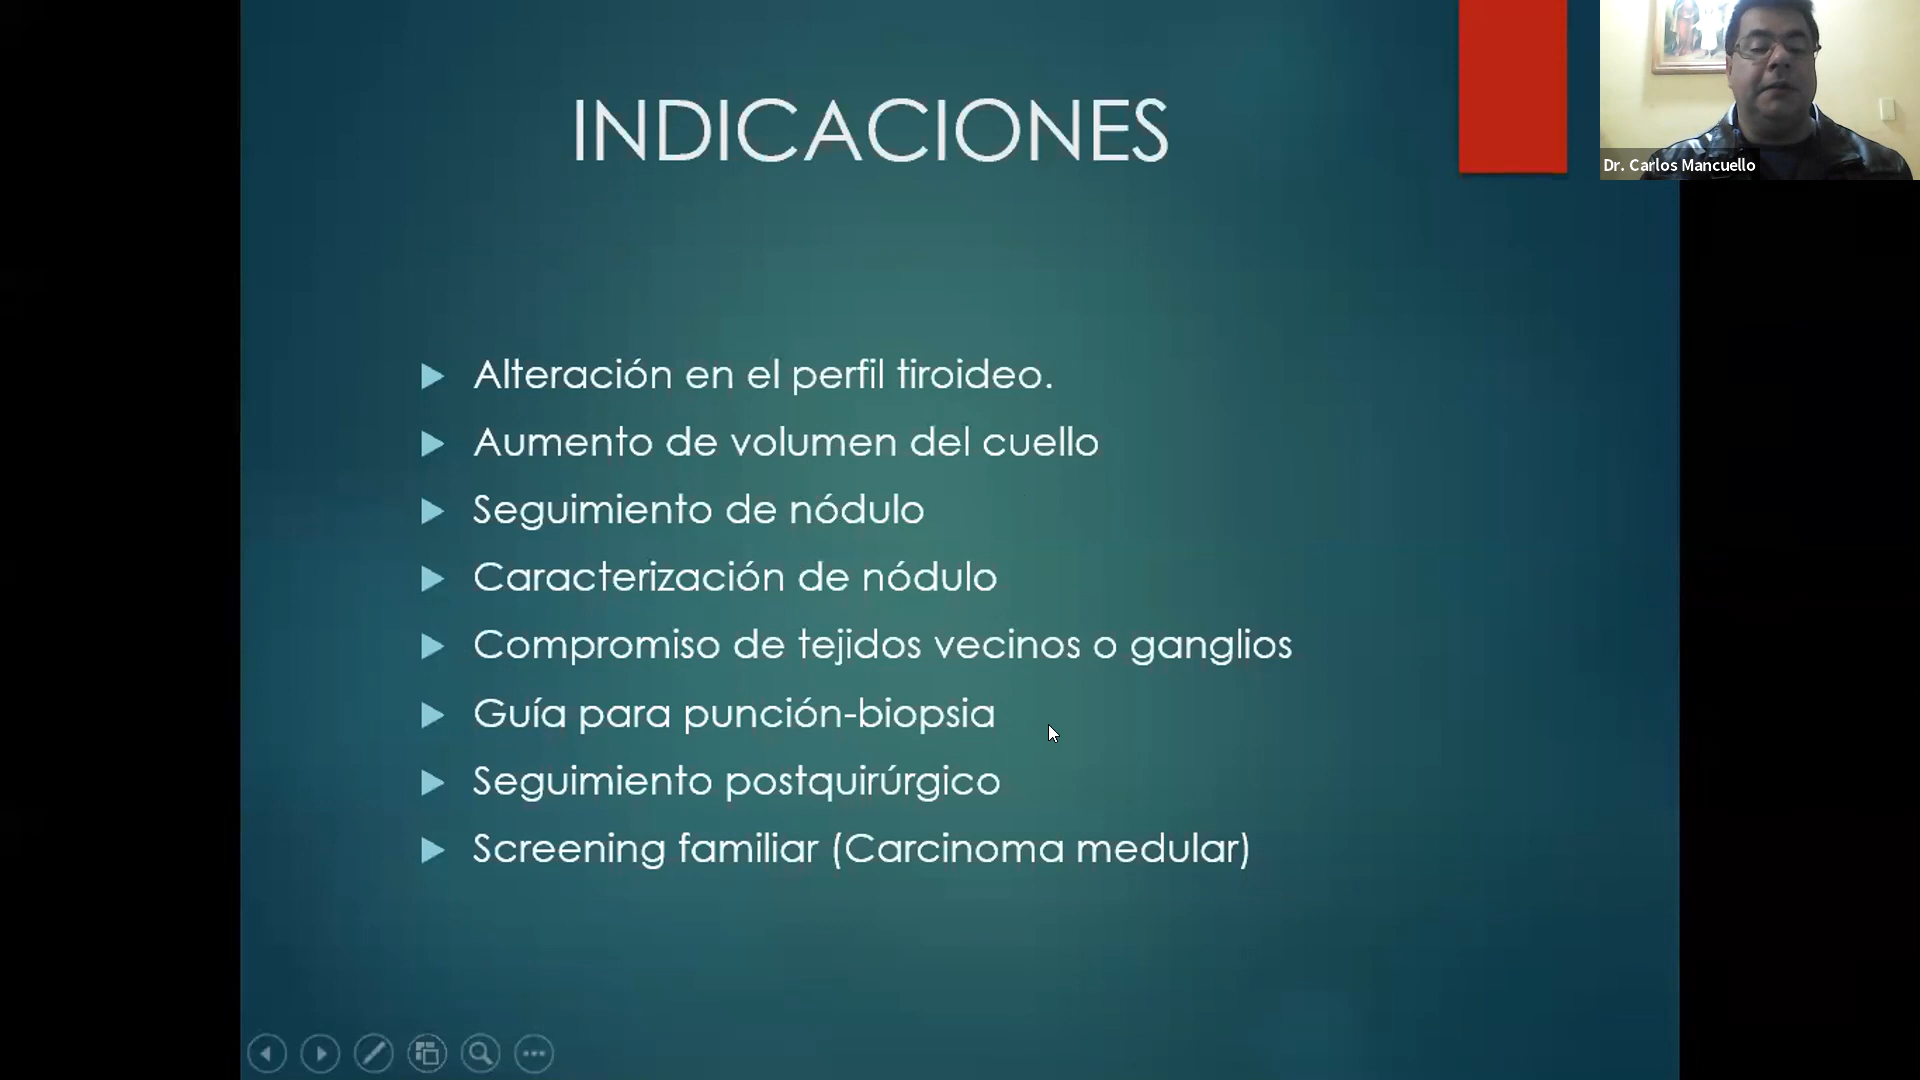 INDICACIONES
Dr. Carlos Mancuello
Alteración en el perfil tiroideo.
Aumento de volumen del cuello
Seguimiento de nódulo
Caracterización de nódulo
Compromiso de tejidos vecinos o ganglios
Guía para punción-biopsia
Seguimiento postquirúrgico
Screening familiar (Carcinoma medular)